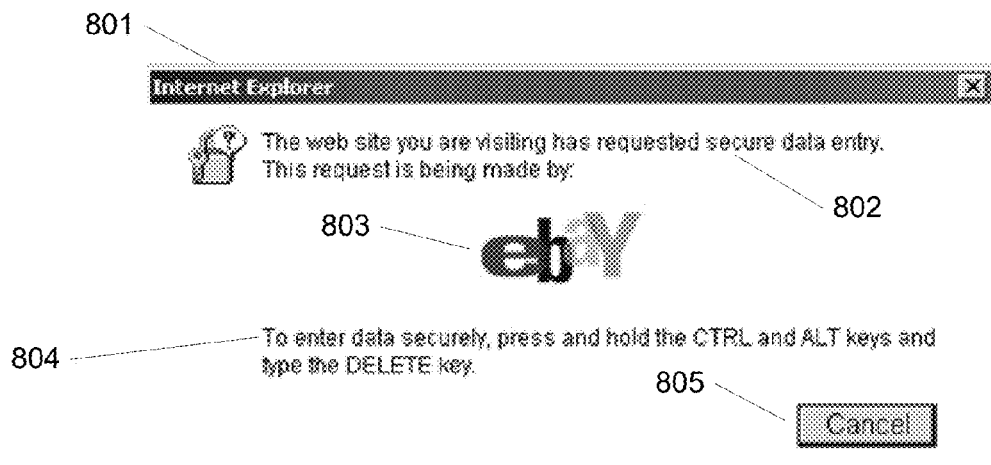 801
Internet Explorer
The web site you are visiting has requested secure data entry.
This request is being made by:
802
803
ebaY
To enter data securely, press and hold the CTRL and ALT keys and
804
type the DELETE key.
805
Cancel